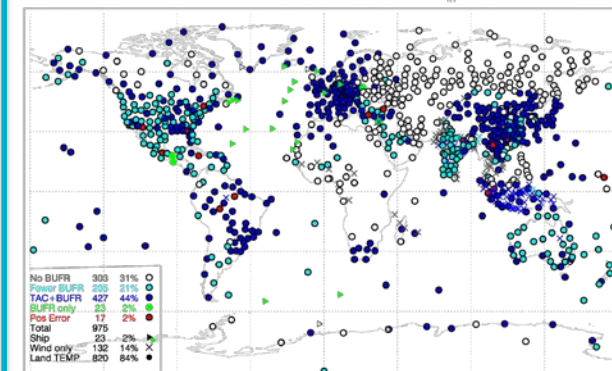 No BUFR 303 31%
Fewer BUFR 205 21%
TAC+BUFR 427 44%
BUFR only 23 2%
Pos Error 17 2%
Total 975
Ship 23 2%
Wind only 132 14%
Land TEMP 820 84%